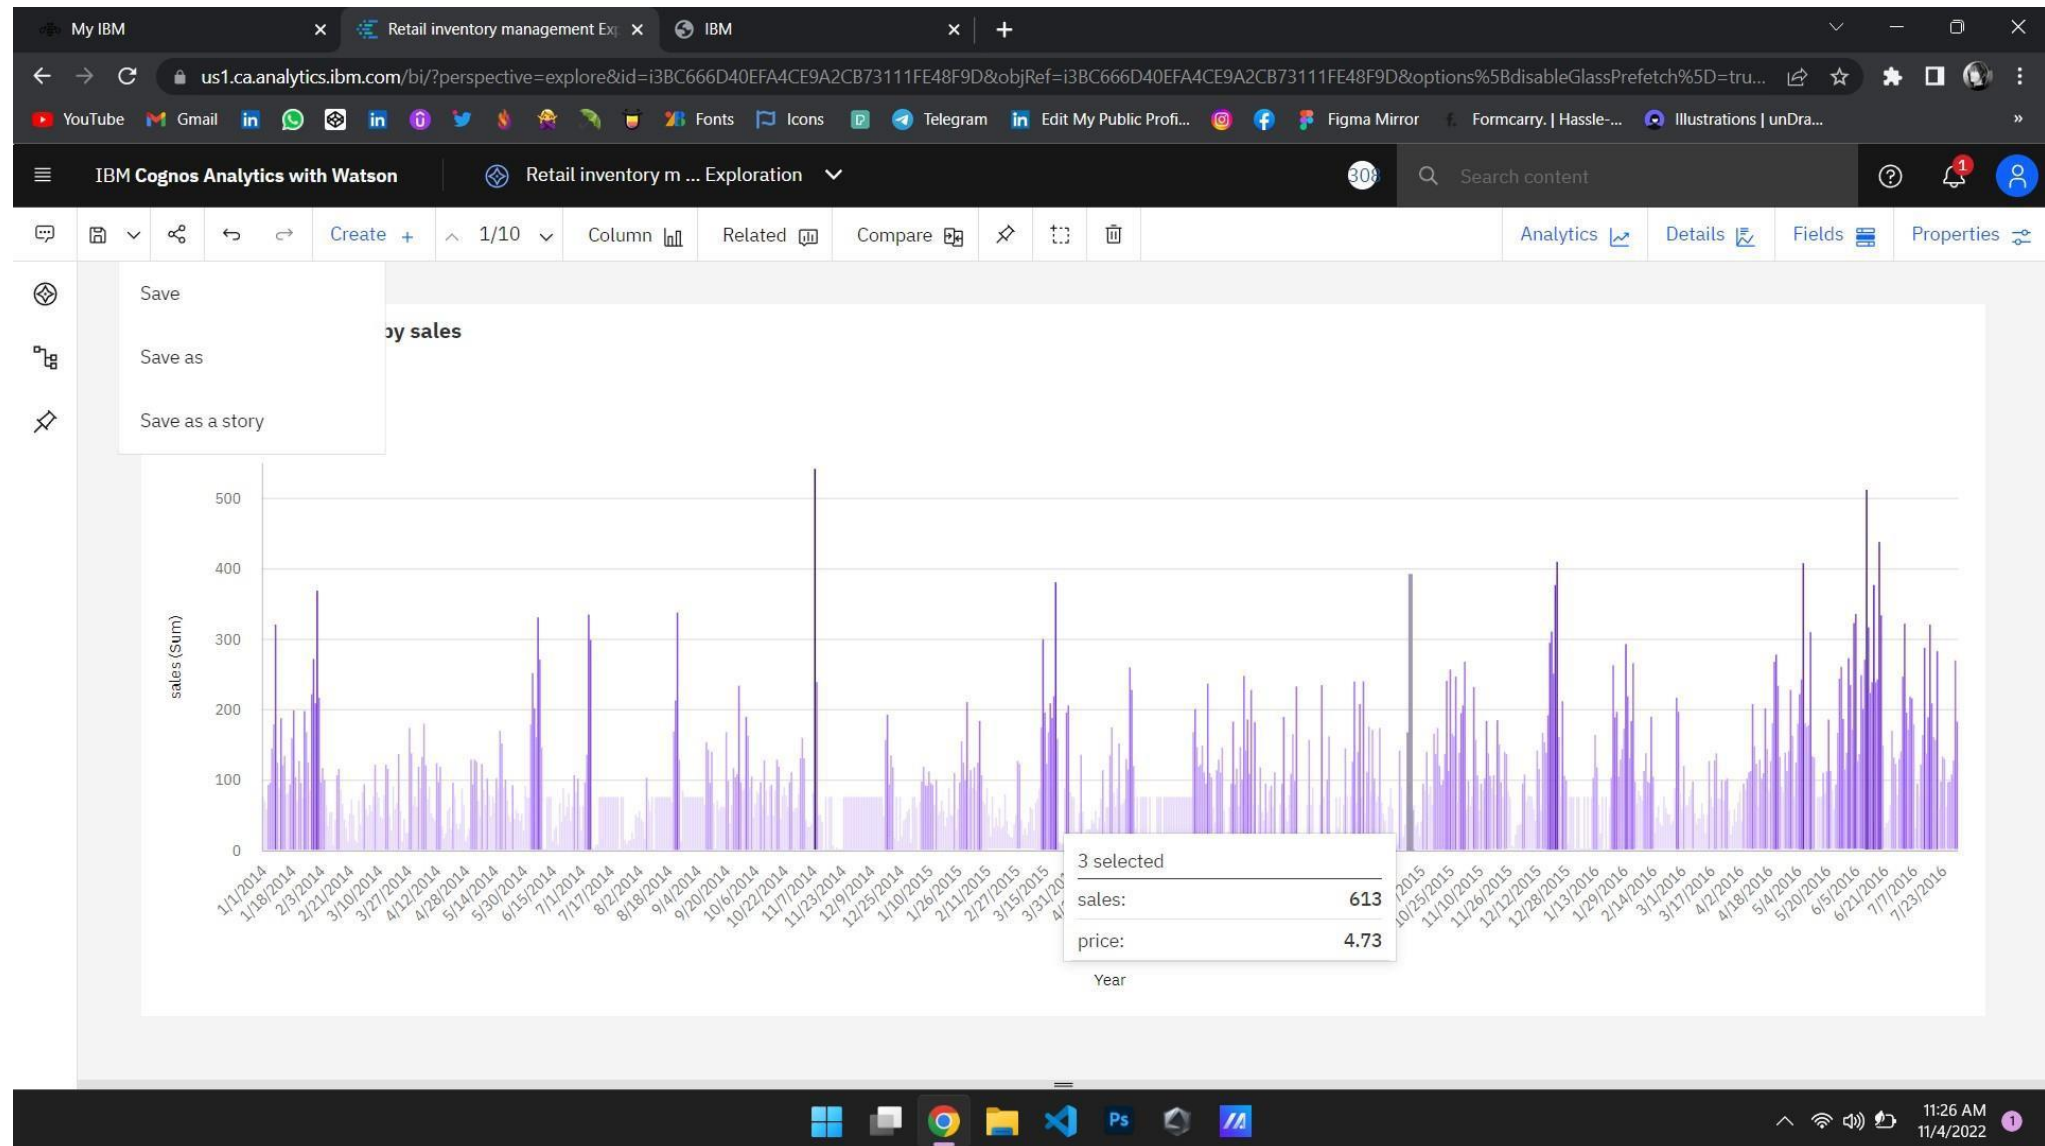 My IBM
Retail inventory management Exp
IBM
us1.ca.analytics.ibm.com/bi/?perspective=explore&id=i3BC666D40EFA4CE9A2CB73111FE48F9D&objRef=i3BC666D40EFA4CE9A2CB73111FE48F9D&options%5BdisableGlassPrefetch%5D=tru...
YouTube Gmail Fonts Icons Telegram Edit My Public Profi... Figma Mirror Formcarry. | Hassle-... Illustrations | unDra... »
IBM Cognos Analytics with Watson
Retail inventory m ... Exploration
308
Search content
1
Create + 1/10 Column Related Compare Analytics Details Fields Properties
Save
Save as
Save as a story
by sales
500
400
300
200
100
0
sales (Sum)
1/1/2014 1/18/2014 2/3/2014 2/21/2014 3/10/2014 3/27/2014 4/12/2014 4/28/2014 5/14/2014 5/30/2014 6/15/2014 7/1/2014 7/17/2014 8/2/2014 8/18/2014 9/4/2014 9/20/2014 10/6/2014 10/22/2014 11/7/2014 11/23/2014 12/9/2014 12/25/2014 1/10/2015 1/26/2015 2/11/2015 2/27/2015 3/15/2015 10/25/2015 11/10/2015 11/26/2015 12/12/2015 12/28/2015 1/13/2016 1/29/2016 2/14/2016 3/1/2016 3/17/2016 4/2/2016 4/18/2016 5/4/2016 5/20/2016 6/5/2016 6/21/2016 7/7/2016 7/23/2016
3 selected
sales: 613
price: 4.73
Year
Ps
11:26 AM
11/4/2022
1